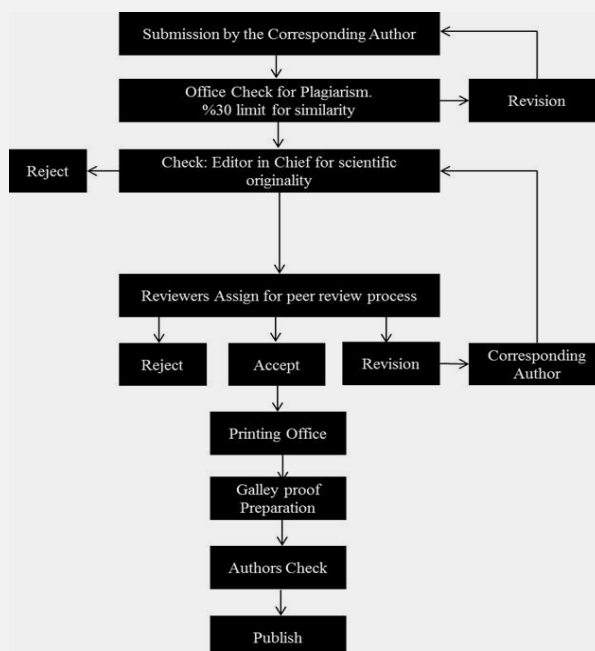 Submission by the Corresponding Author
Office Check for Plagiarism.
%30 limit for similarity
Revision
Reject
Check: Editor in Chief for scientific
originality
Reviewers Assign for peer review process
Reject
Accept
Revision
Corresponding
Author
Printing Office
Galley proof
Preparation
Authors Check
Publish